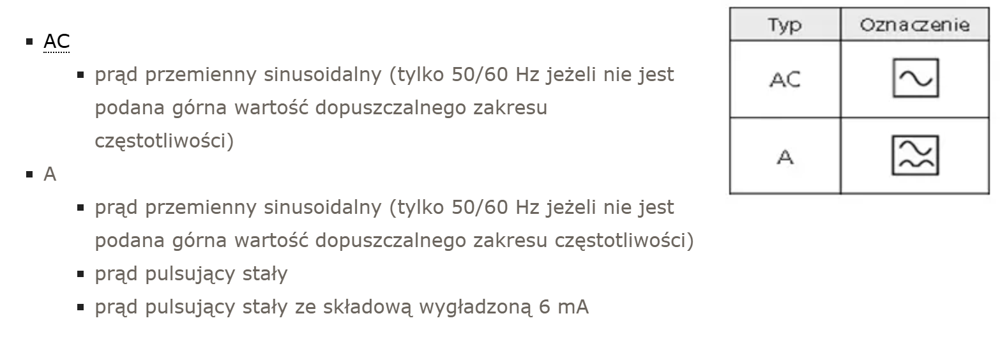 AC
prąd przemienny sinusoidalny (tylko 50/60 Hz jeżeli nie jest
podana górna wartość dopuszczalnego zakresu
częstotliwości)
A
prąd przemienny sinusoidalny (tylko 50/60 Hz jeżeli nie jest
podana górna wartość dopuszczalnego zakresu częstotliwości)
prąd pulsujący stały
prąd pulsujący stały ze składową wygładzoną 6 mA
Typ Oznaczenie
AC
A